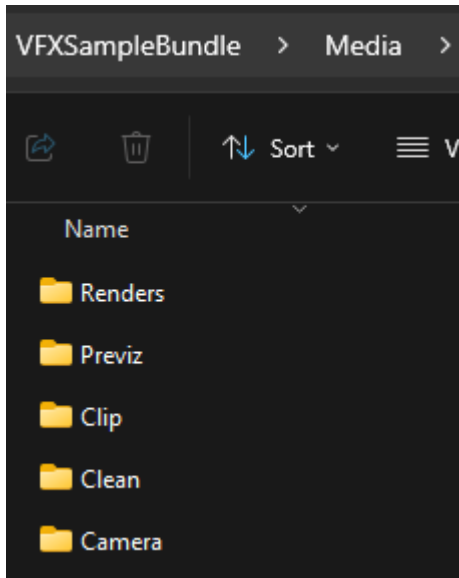 VFXSampleBundle > Media >
Sort V
Name
Renders
Previz
Clip
Clean
Camera